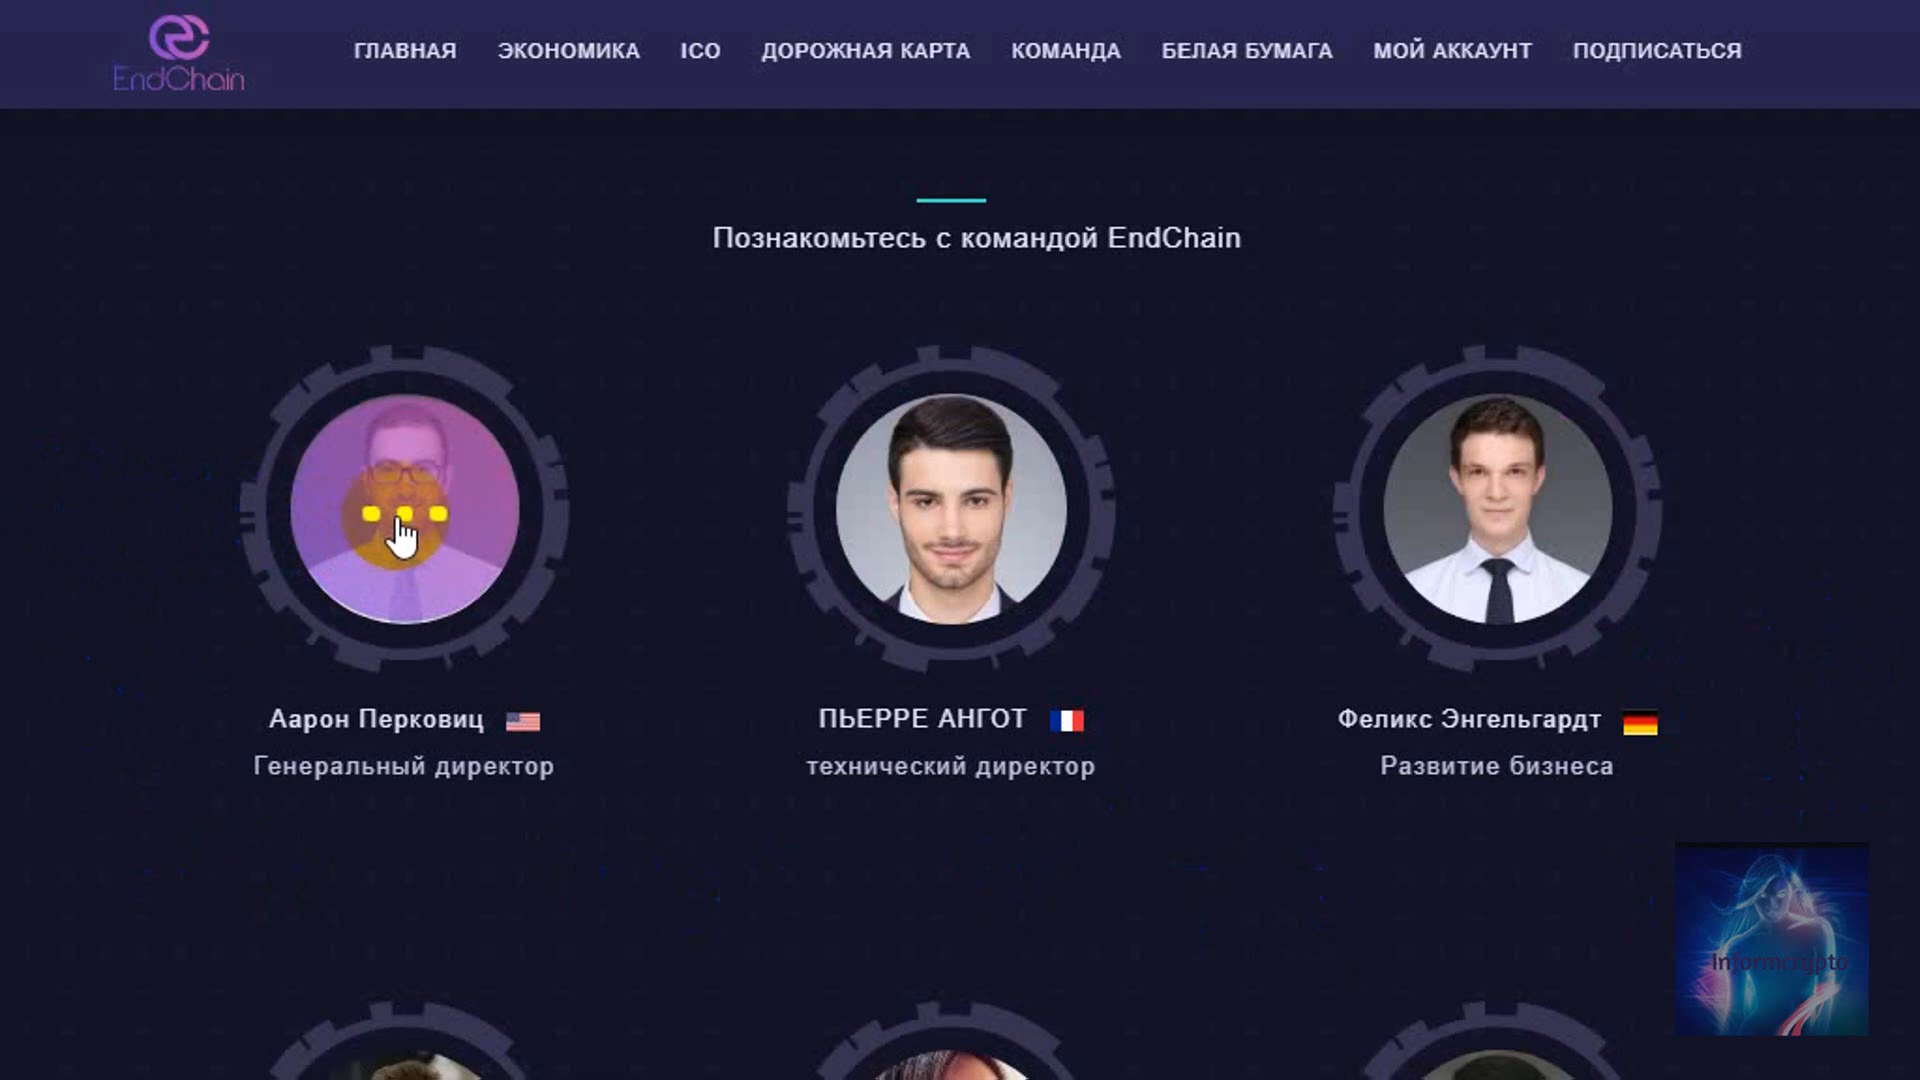 EndChain
ГЛАВНАЯ ЭКОНОМИКА ICO ДОРОЖНАЯ КАРТА КОМАНДА БЕЛАЯ БУМАГА МОЙ АККАУНТ ПОДПИСАТЬСЯ
Познакомьтесь с командой EndChain
Аарон Перковиц
Генеральный директор
ПЬЕРРЕ АНГОТ
технический директор
Феликс Энгельгардт
Развитие бизнеса
Informcrypto